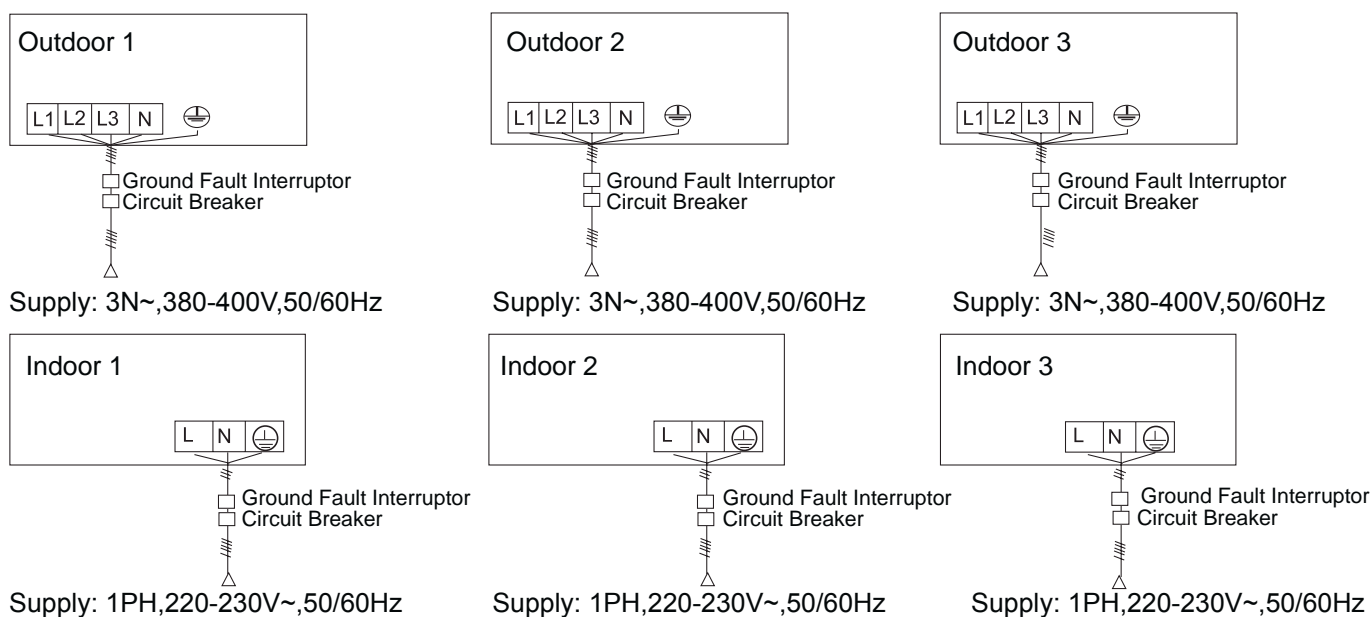 Outdoor 1
L1 L2 L3 N
Ground Fault Interruptor
Circuit Breaker
Supply: 3N~,380-400V,50/60Hz
Outdoor 2
L1 L2 L3 N
Ground Fault Interruptor
Circuit Breaker
Supply: 3N~,380-400V,50/60Hz
Outdoor 3
L1 L2 L3 N
Ground Fault Interruptor
Circuit Breaker
Supply: 3N~,380-400V,50/60Hz
Indoor 1
L N
Ground Fault Interruptor
Circuit Breaker
Supply: 1PH,220-230V~,50/60Hz
Indoor 2
L N
Ground Fault Interruptor
Circuit Breaker
Supply: 1PH,220-230V~,50/60Hz
Indoor 3
L N
Ground Fault Interruptor
Circuit Breaker
Supply: 1PH,220-230V~,50/60Hz